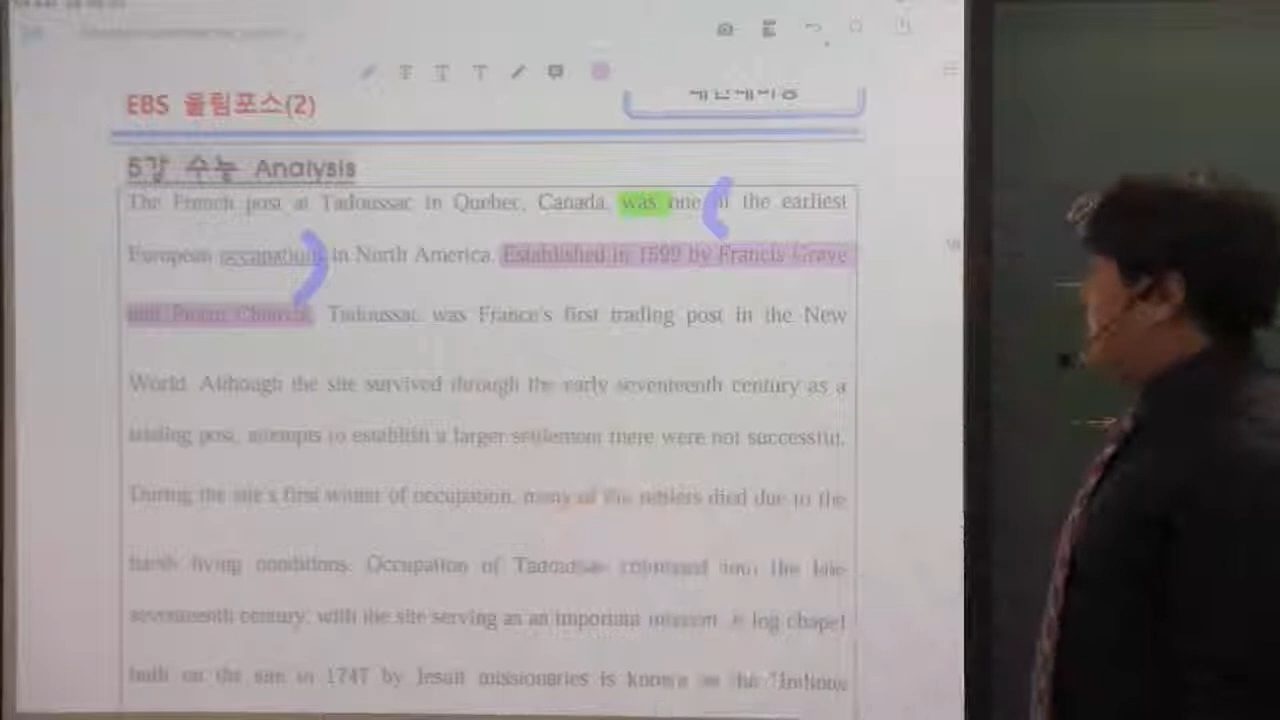 EBS 올림포스(2)
5강 수능 Analysis
The French post at Tadoussac in Quebec, Canada, was one of the earliest
European occupations in North America. Established in 1599 by Francis Grave
and Pierre Chauvin, Tadoussac was France's first trading post in the New
World. Although the site survived through the early seventeenth century as a
trading post, attempts to establish a larger settlement there were not successful.
During the site's first winter of occupation, many of the settlers died due to the
harsh living conditions. Occupation of Tadoussac continued into the late
seventeenth century, with the site serving as an important mission. A log chapel
built on the site in 1747 by Jesuit missionaries is known as the "Indians